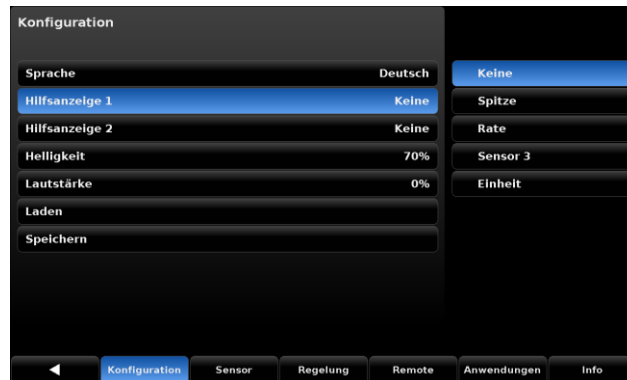 Konfiguration
Sprache Deutsch
Hilfsanzeige 1 Keine
Hilfsanzeige 2 Keine
Helligkeit 70%
Lautstärke 0%
Laden
Speichern
Keine
Spitze
Rate
Sensor 3
Einheit
Konfiguration Sensor Regelung Remote Anwendungen Info